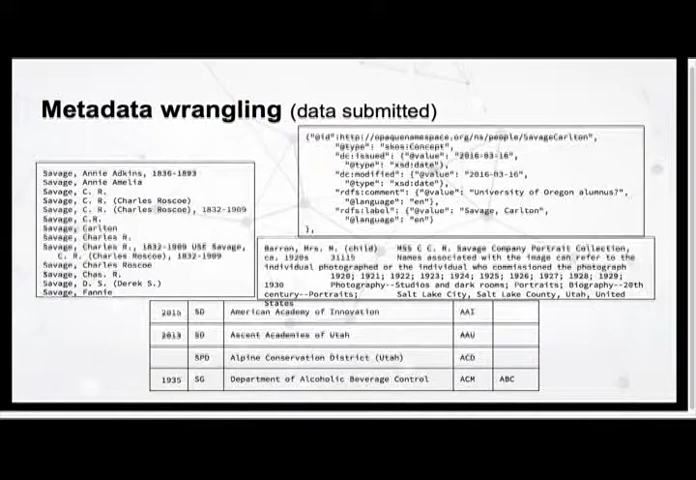 Metadata wrangling (data submitted)
{"@id":http://opaquenamespace.org/ns/people/SavageCarlton",
"@type": "skos:Concept",
"dc:issued": {"@value": "2016-03-16",
"@type": "xsd:date"},
"dc:modified": {"@value": "2016-03-16",
"@type": "xsd:date"},
"rdfs:comment": {"@value": "University of Oregon alumnus?",
"@language": "en"},
"rdfs:label": {"@value": "Savage, Carlton",
"@language": "en"}
},
Savage, Annie Adkins, 1836-1893
Savage, Annie Amelia
Savage, C. R.
Savage, C. R. (Charles Roscoe)
Savage, C. R. (Charles Roscoe), 1832-1909
Savage, C.R.
Savage, Carlton
Savage, Charles R.
Savage, Charles R., 1832-1909 USE Savage,
C. R. (Charles Roscoe), 1832-1909
Savage, Charles Roscoe
Savage, Chas. R.
Savage, D. S. (Derek S.)
Savage, Fannie
Barron, Mrs. M. (child) MSS C C. R. Savage Company Portrait Collection,
ca. 1920s 31115 Names associated with the image can refer to the
individual photographed or the individual who commissioned the photograph
1920; 1921; 1922; 1923; 1924; 1925; 1926; 1927; 1928; 1929;
1930 Photography--Studios and dark rooms; Portraits; Biography--20th
century--Portraits; Salt Lake City, Salt Lake County, Utah, United
States
SD American Academy of Innovation AAI
2013 SD Ascent Academies of Utah AAU
SPD Alpine Conservation District (Utah) ACD
1935 SG Department of Alcoholic Beverage Control ACM ABC